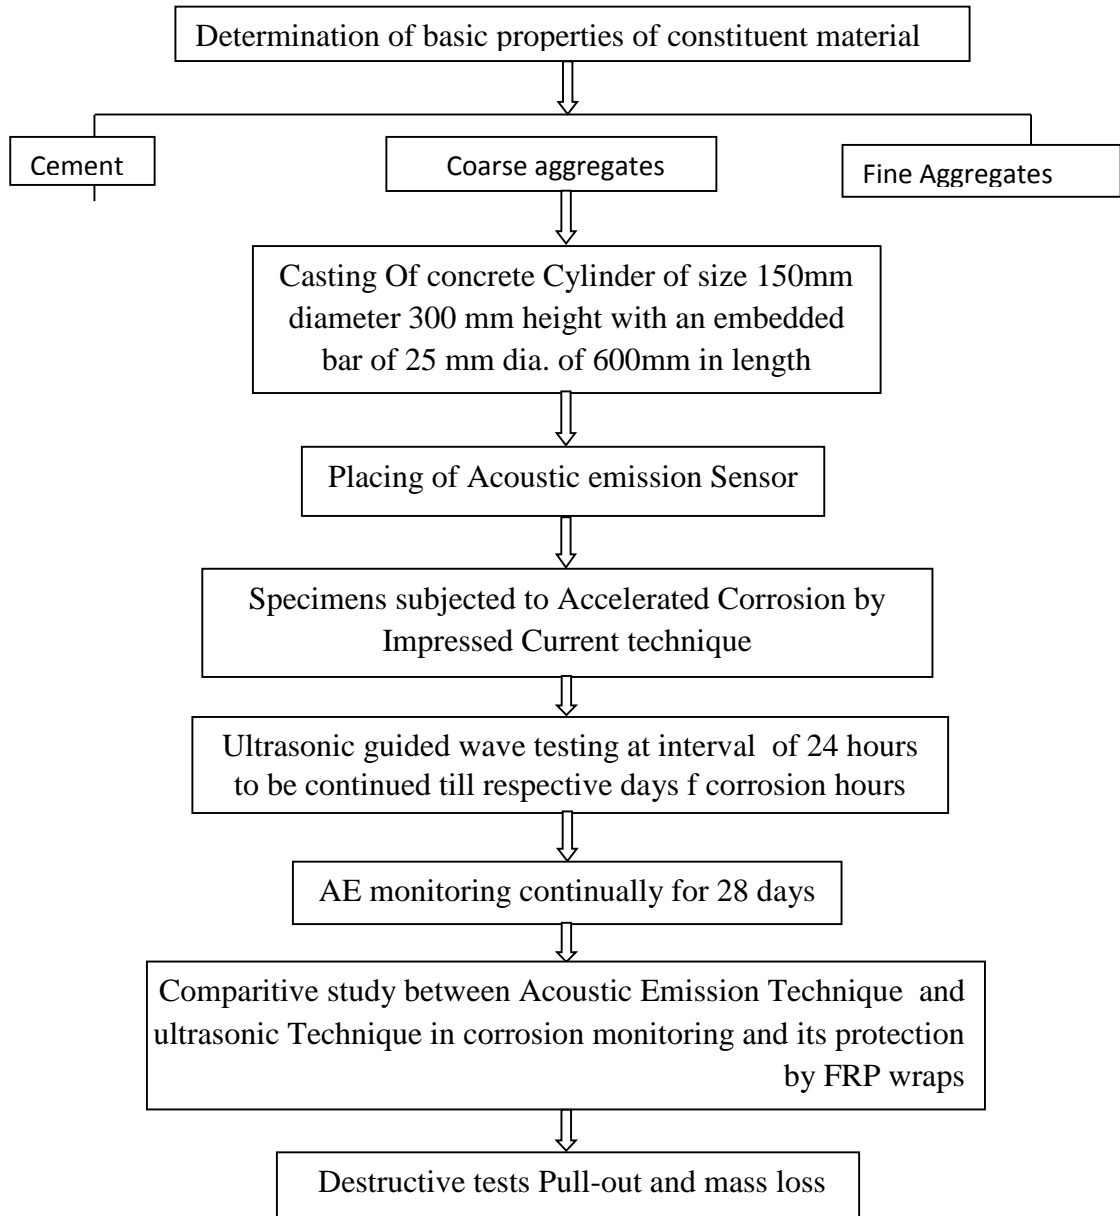 Determination of basic properties of constituent material
Cement
Coarse aggregates
Fine Aggregates
Casting Of concrete Cylinder of size 150mm
diameter 300 mm height with an embedded
bar of 25 mm dia. of 600mm in length
Placing of Acoustic emission Sensor
Specimens subjected to Accelerated Corrosion by
Impressed Current technique
Ultrasonic guided wave testing at interval of 24 hours
to be continued till respective days f corrosion hours
AE monitoring continually for 28 days
Comparitive study between Acoustic Emission Technique and
ultrasonic Technique in corrosion monitoring and its protection
by FRP wraps
Destructive tests Pull-out and mass loss